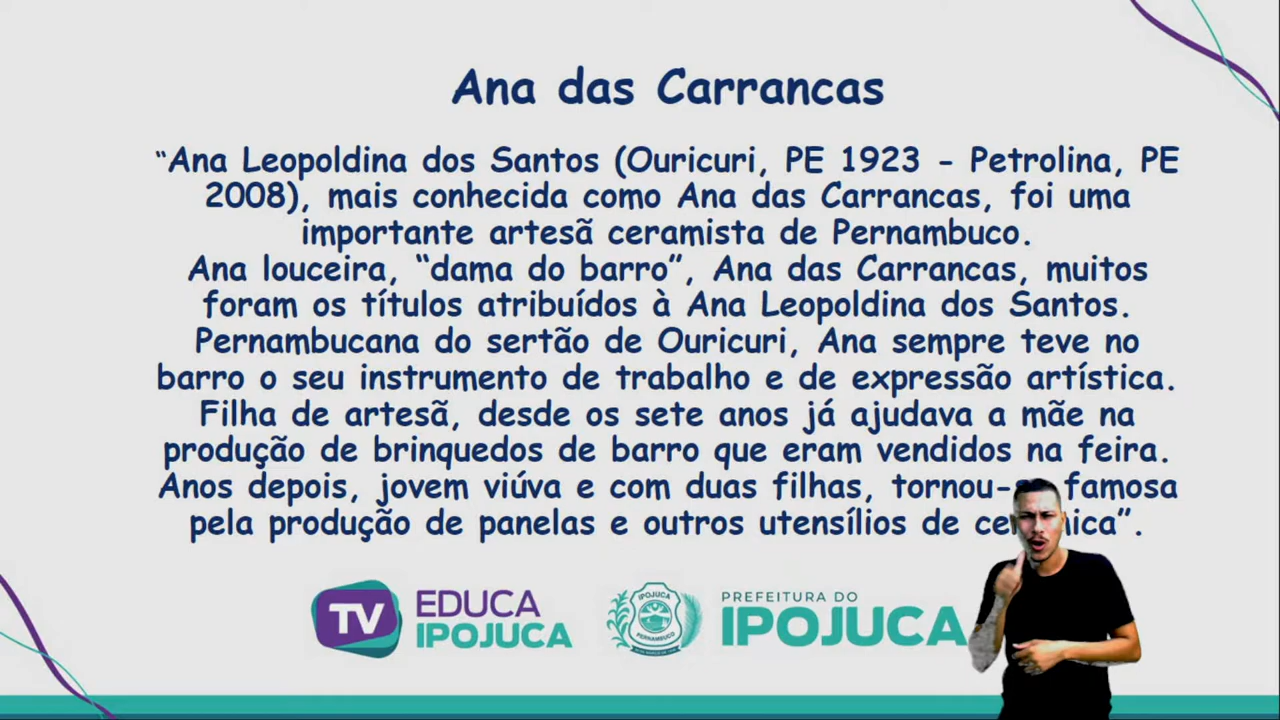 Ana das Carrancas
“Ana Leopoldina dos Santos (Ouricuri, PE 1923 - Petrolina, PE
2008), mais conhecida como Ana das Carrancas, foi uma
importante artesã ceramista de Pernambuco.
Ana louceira, “dama do barro”, Ana das Carrancas, muitos
foram os títulos atribuídos à Ana Leopoldina dos Santos.
Pernambucana do sertão de Ouricuri, Ana sempre teve no
barro o seu instrumento de trabalho e de expressão artística.
Filha de artesã, desde os sete anos já ajudava a mãe na
produção de brinquedos de barro que eram vendidos na feira.
Anos depois, jovem viúva e com duas filhas, famosa
pela produção de panelas e outros utensílios de
TV EDUCA IPOJUCA
IPOJUCA
PERNAMBUCO
PREFEITURA DO
IPOJUCA